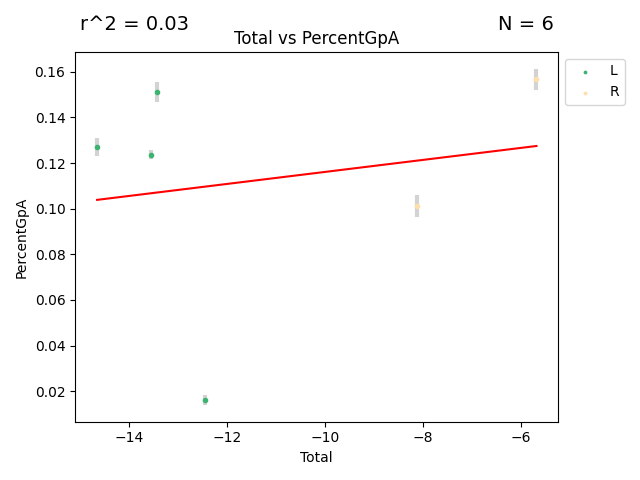 r^2 = 0.03
N = 6
Total vs PercentGpA
L
R
0.16
0.14
0.12
0.10
0.08
0.06
0.04
0.02
PercentGpA
−14
−12
−10
−8
−6
Total